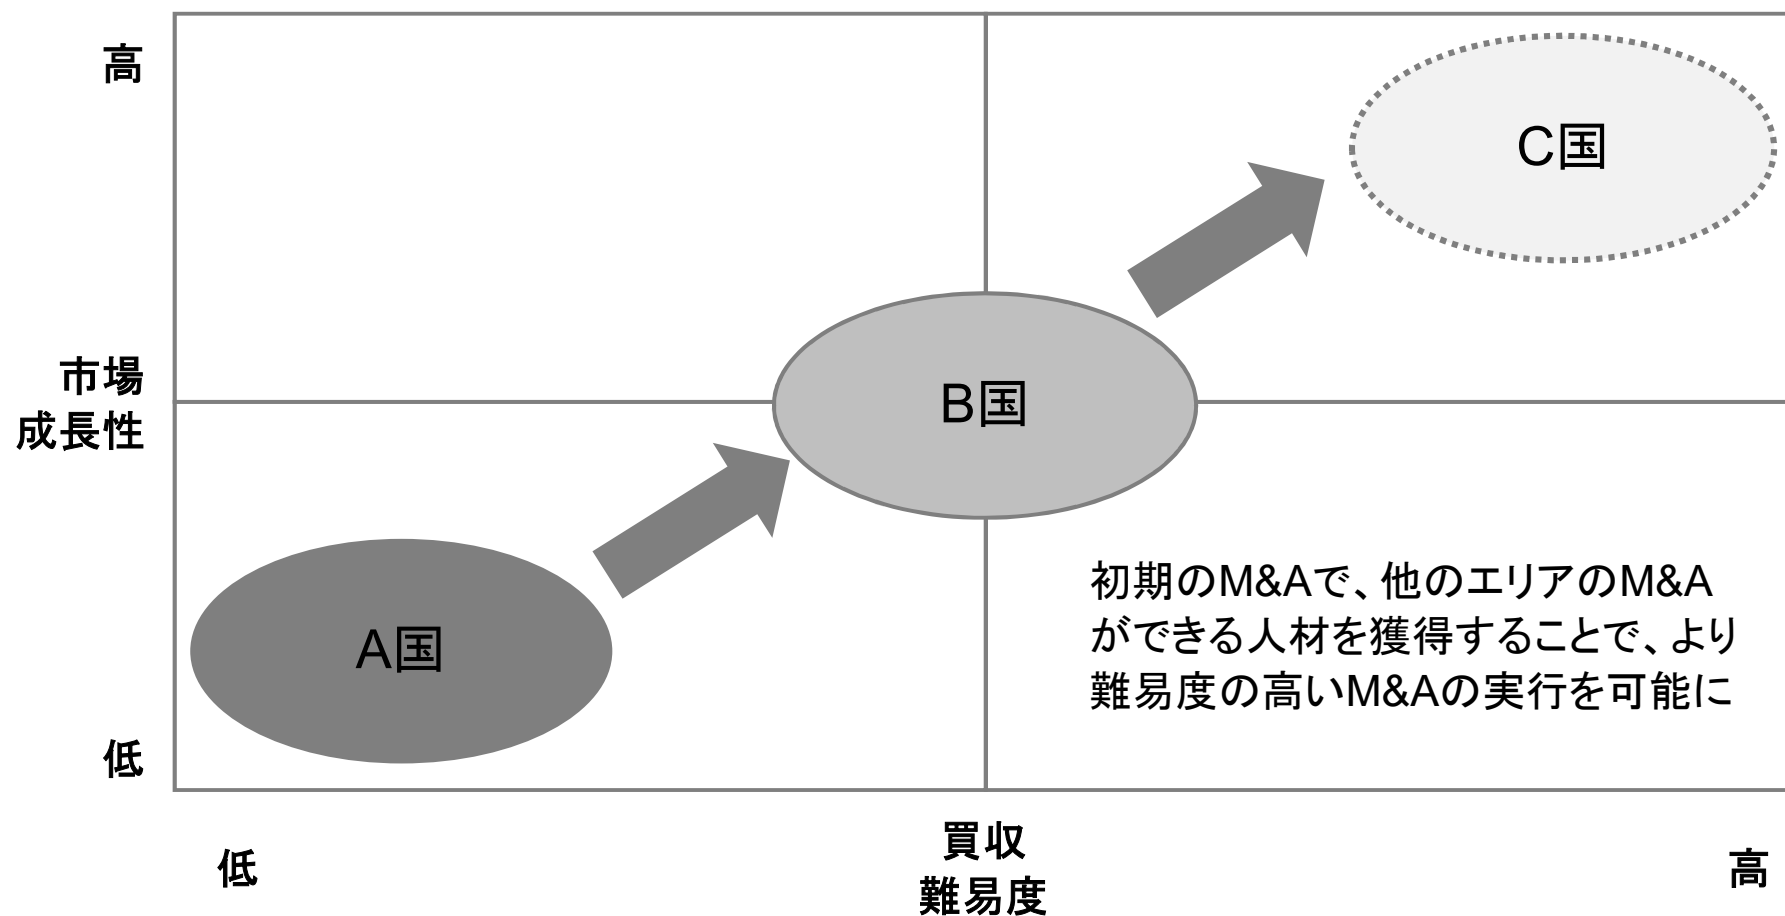 高
C国
市場
成長性
B国
A国
初期のM&Aで、他のエリアのM&A
ができる人材を獲得することで、より
難易度の高いM&Aの実行を可能に
低
低
買収
難易度
高